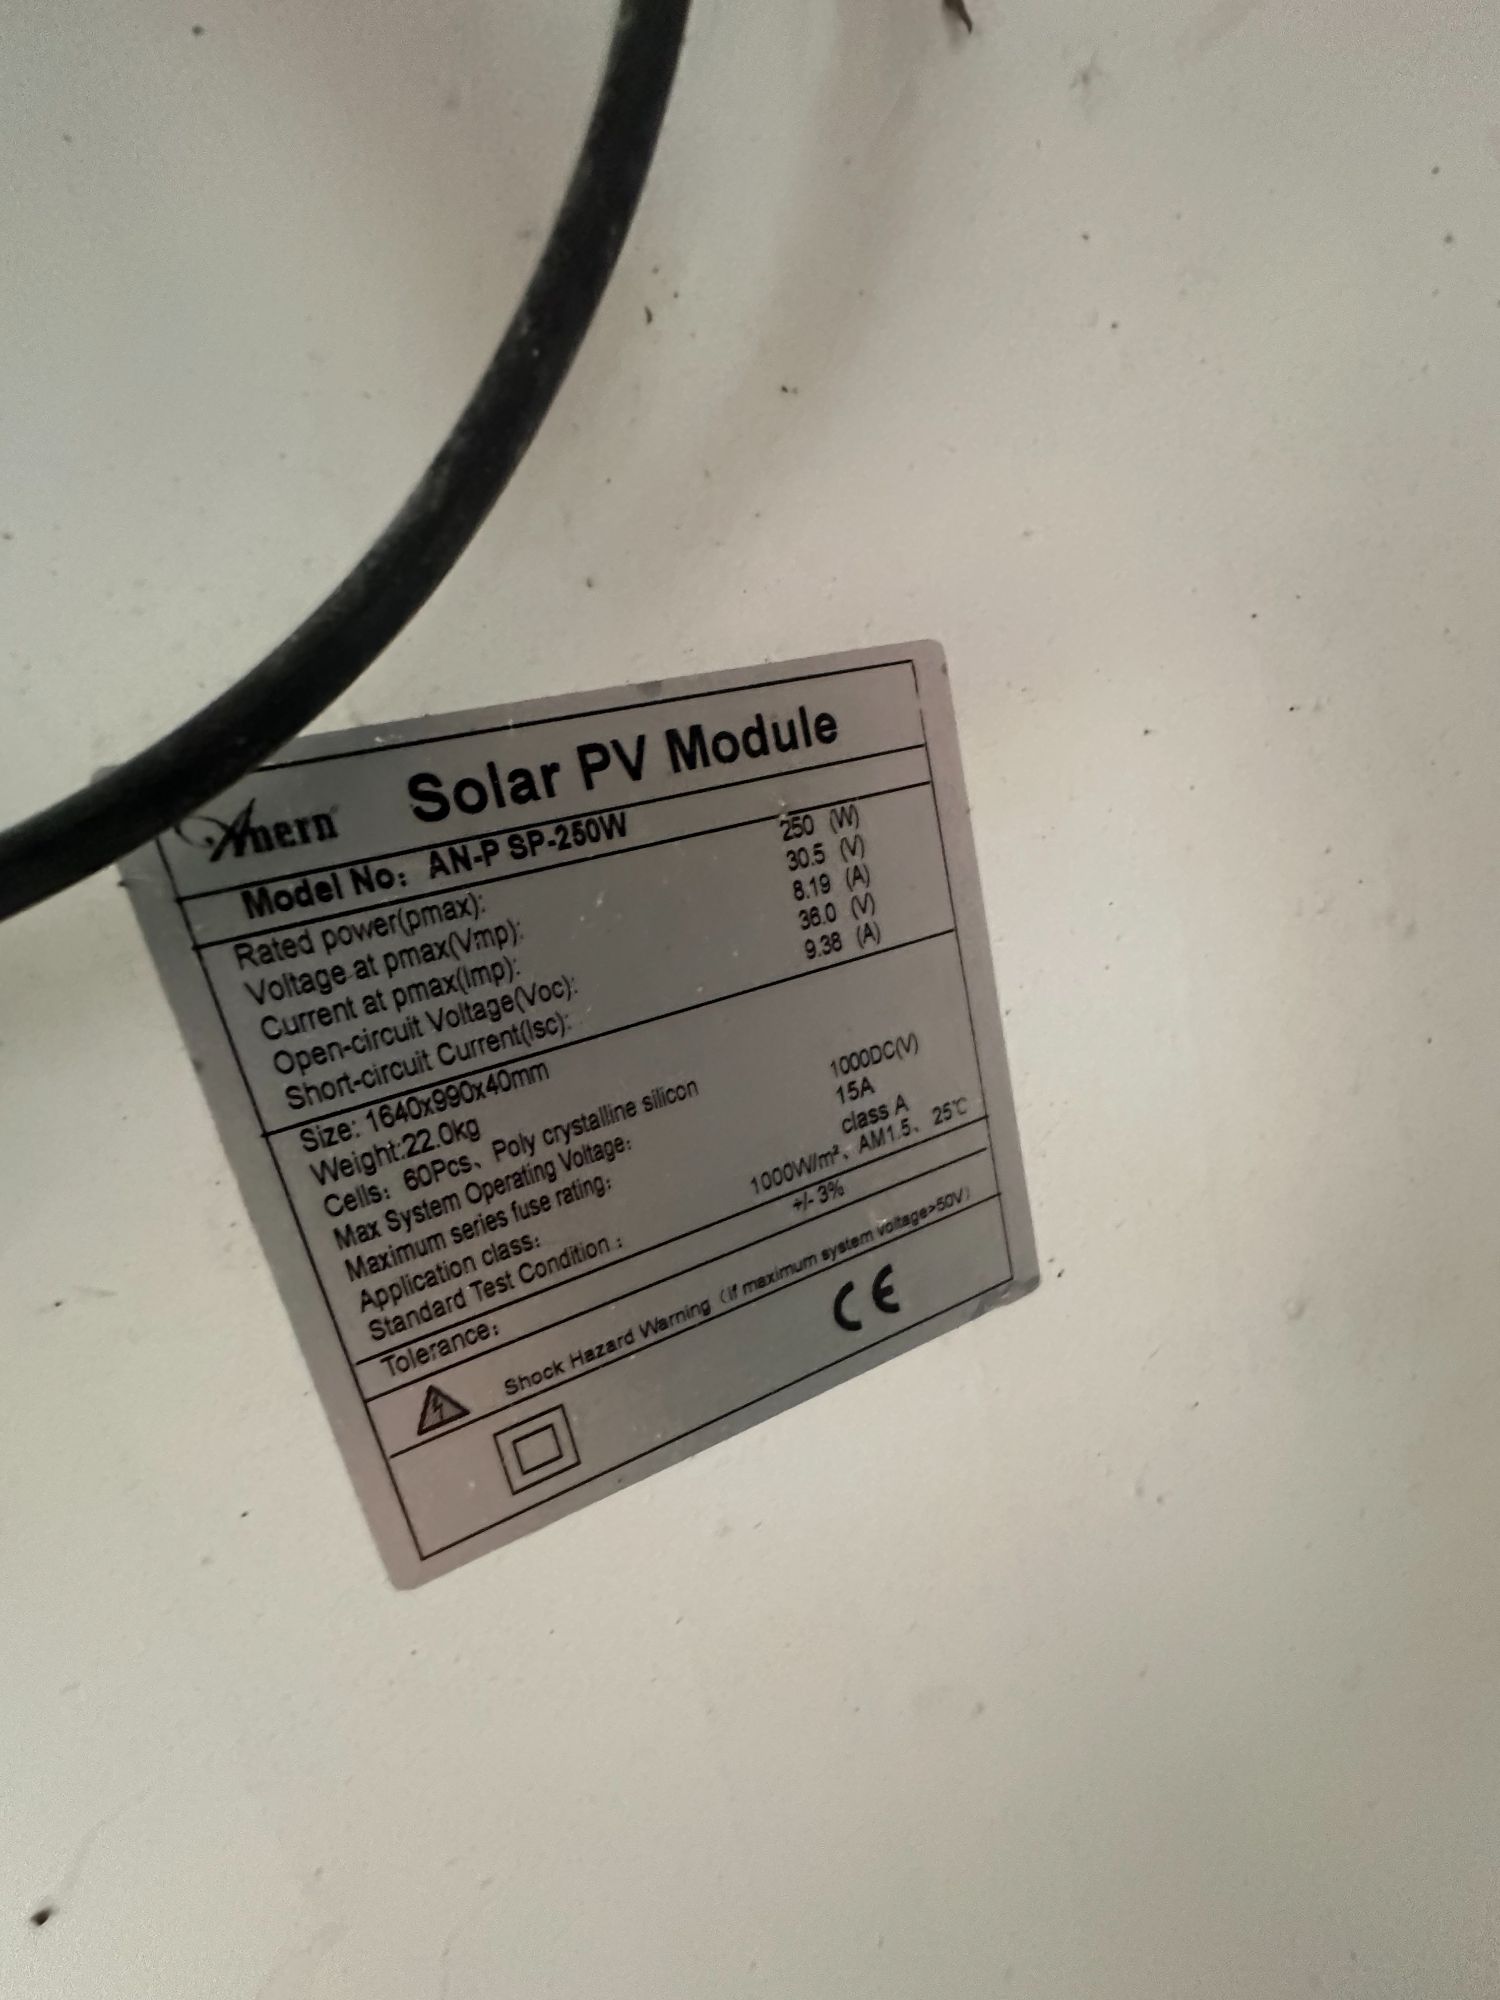 Anern
Solar PV Module
Model No: AN-P SP-250W
Rated power(pmax): 250 (W)
Voltage at pmax(Vmp): 30.5 (V)
Current at pmax(Imp): 8.19 (A)
Open-circuit Voltage(Voc): 36.0 (V)
Short-circuit Current(Isc): 9.38 (A)
Size: 1640x990x40mm
Weight:22.0kg
Cells: 60Pcs、Poly crystalline silicon
Max System Operating Voltage: 1000DC(V)
Maximum series fuse rating: 15A
Application class: class A
Standard Test Condition : 1000W/m²、AM1.5、25℃
Tolerance: +/- 3%
Shock Hazard Warning (if maximum system voltage>50V)
CE